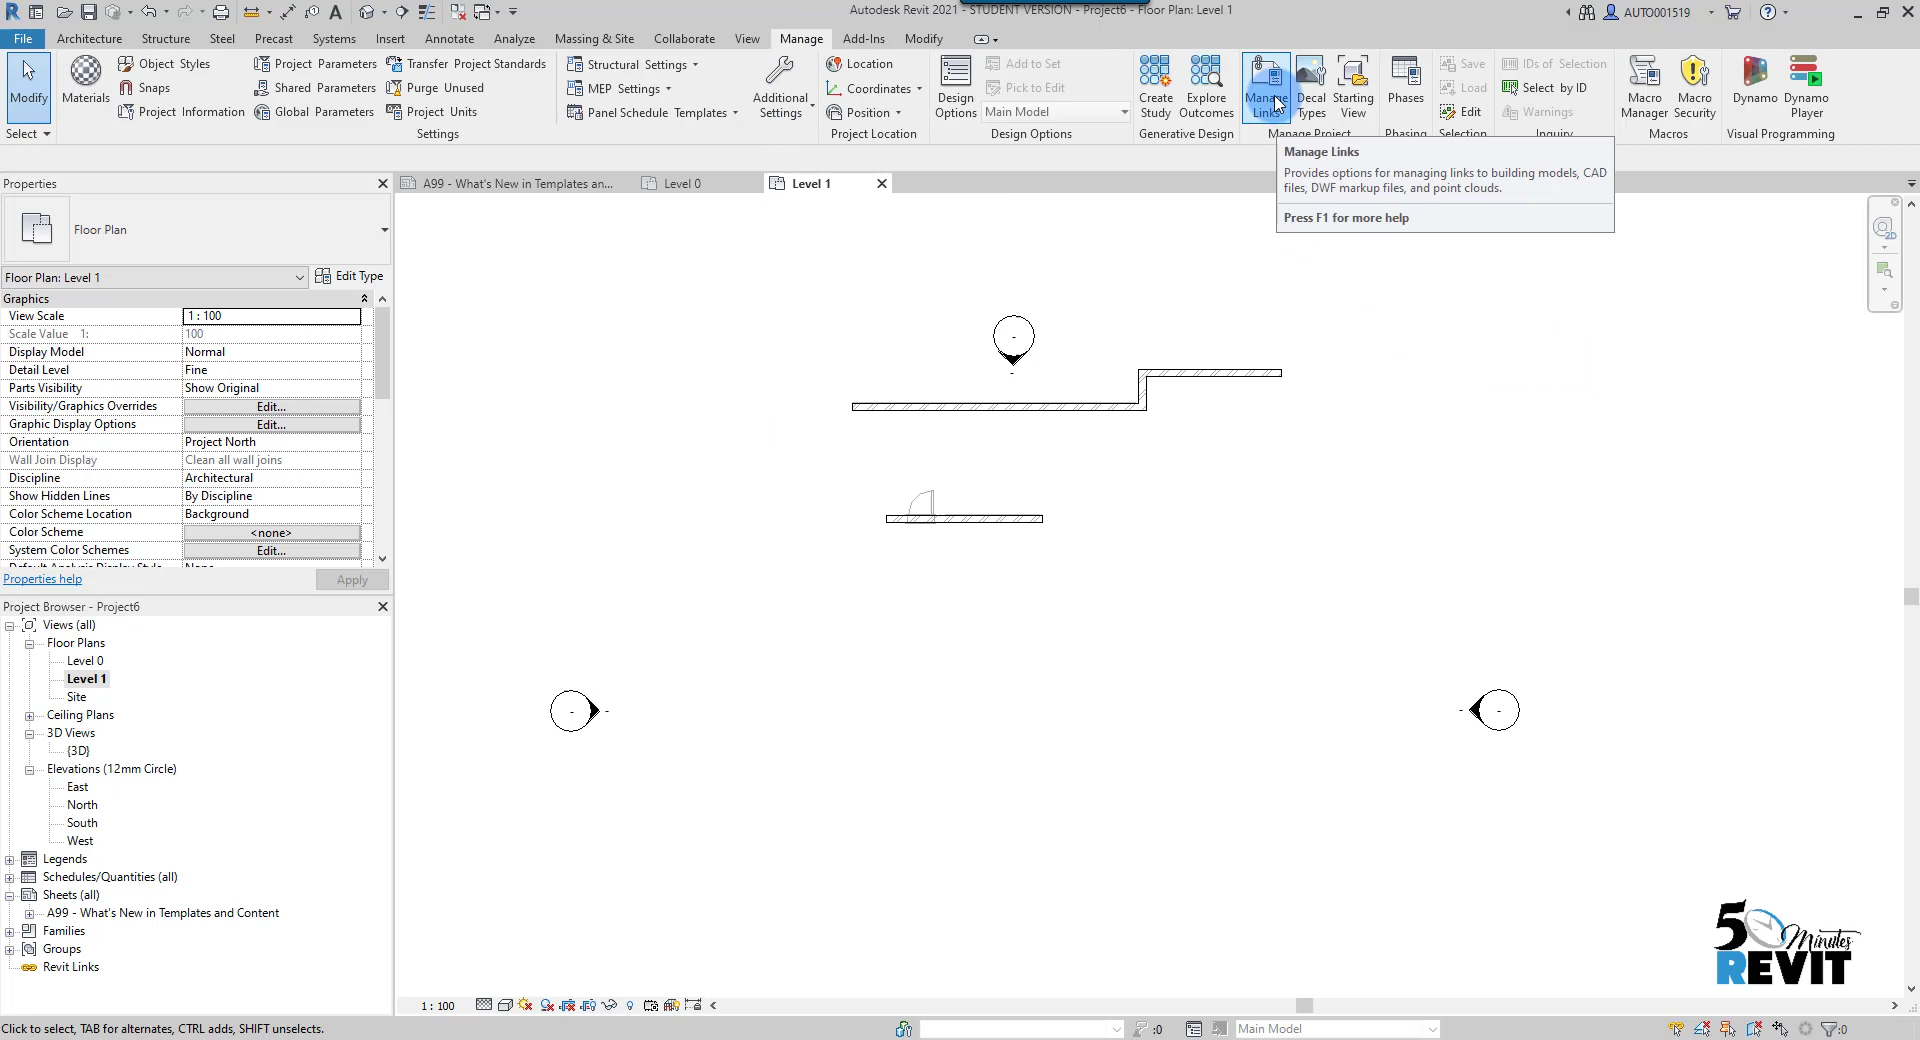 Autodesk Revit 2021 - STUDENT VERSION - Project6 - Floor Plan: Level 1
AUTO001519
File Architecture Structure Steel Precast Systems Insert Annotate Analyze Massing & Site Collaborate View Manage Add-Ins Modify
Modify
Select
Materials
Object Styles
Snaps
Project Information
Project Parameters
Shared Parameters
Global Parameters
Transfer Project Standards
Purge Unused
Project Units
Settings
Structural Settings
MEP Settings
Panel Schedule Templates
Additional
Settings
Location
Coordinates
Position
Project Location
Design
Options
Add to Set
Pick to Edit
Main Model
Design Options
Create
Study
Explore
Outcomes
Generative Design
Manage
Links
Decal
Types
Starting
View
Manage Project
Phases
Phasing
Save
Load
Edit
Selection
IDs of Selection
Select by ID
Warnings
Inquiry
Macro
Manager
Macro
Security
Macros
Dynamo
Dynamo
Player
Visual Programming
Manage Links
Provides options for managing links to building models, CAD
files, DWF markup files, and point clouds.
Press F1 for more help
Properties
A99 - What's New in Templates an...
Level 0
Level 1
Floor Plan
Floor Plan: Level 1
Edit Type
Graphics
View Scale 1 : 100
Scale Value 1: 100
Display Model Normal
Detail Level Fine
Parts Visibility Show Original
Visibility/Graphics Overrides Edit...
Graphic Display Options Edit...
Orientation Project North
Wall Join Display Clean all wall joins
Discipline Architectural
Show Hidden Lines By Discipline
Color Scheme Location Background
Color Scheme <none>
System Color Schemes Edit...
Default Analysis Display Style None
Properties help
Apply
Project Browser - Project6
Views (all)
Floor Plans
Level 0
Level 1
Site
Ceiling Plans
3D Views
{3D}
Elevations (12mm Circle)
East
North
South
West
Legends
Schedules/Quantities (all)
Sheets (all)
A99 - What's New in Templates and Content
Families
Groups
Revit Links
2D
5 Minutes
REVIT
1 : 100
Click to select, TAB for alternates, CTRL adds, SHIFT unselects.
:0
Main Model
:0